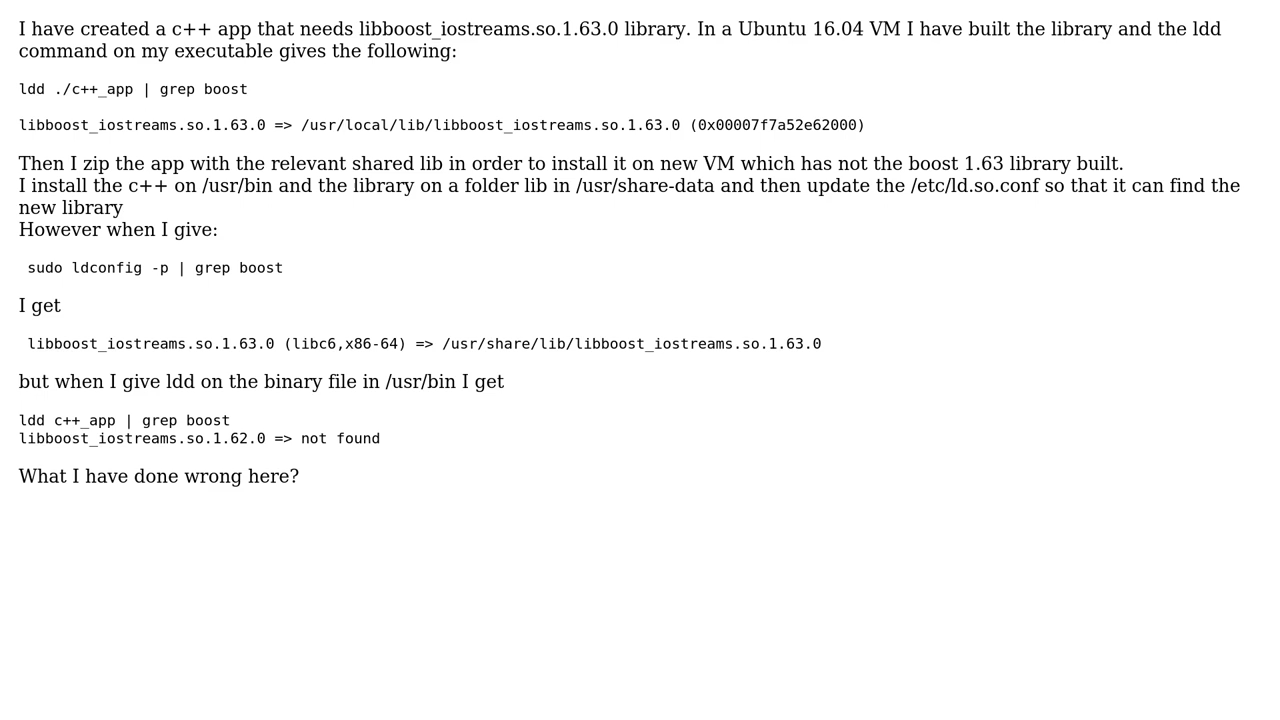 I have created a c++ app that needs libboost_iostreams.so.1.63.0 library. In a Ubuntu 16.04 VM I have built the library and the ldd
command on my executable gives the following:
ldd ./c++_app | grep boost
libboost_iostreams.so.1.63.0 => /usr/local/lib/libboost_iostreams.so.1.63.0 (0x00007f7a52e62000)
Then I zip the app with the relevant shared lib in order to install it on new VM which has not the boost 1.63 library built.
I install the c++ on /usr/bin and the library on a folder lib in /usr/share-data and then update the /etc/ld.so.conf so that it can find the
new library
However when I give:
sudo ldconfig -p | grep boost
I get
libboost_iostreams.so.1.63.0 (libc6,x86-64) => /usr/share/lib/libboost_iostreams.so.1.63.0
but when I give ldd on the binary file in /usr/bin I get
ldd c++_app | grep boost
libboost_iostreams.so.1.62.0 => not found
What I have done wrong here?